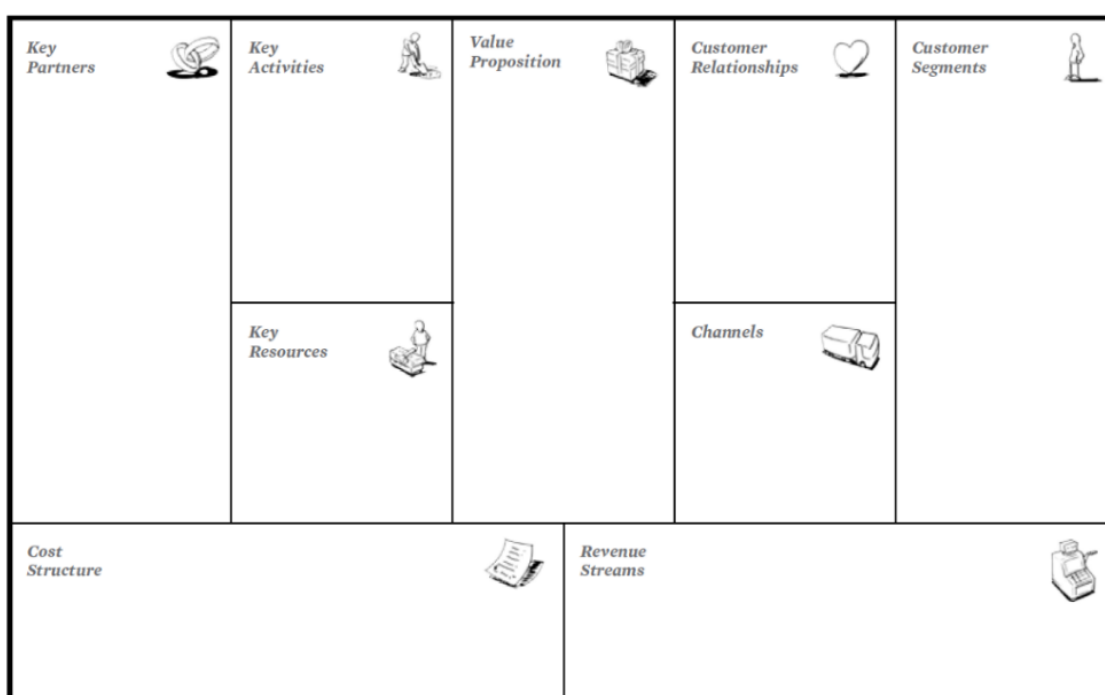 Key
Partners
Key
Activities
Value
Proposition
Customer
Relationships
Customer
Segments
Key
Resources
Channels
Cost
Structure
Revenue
Streams